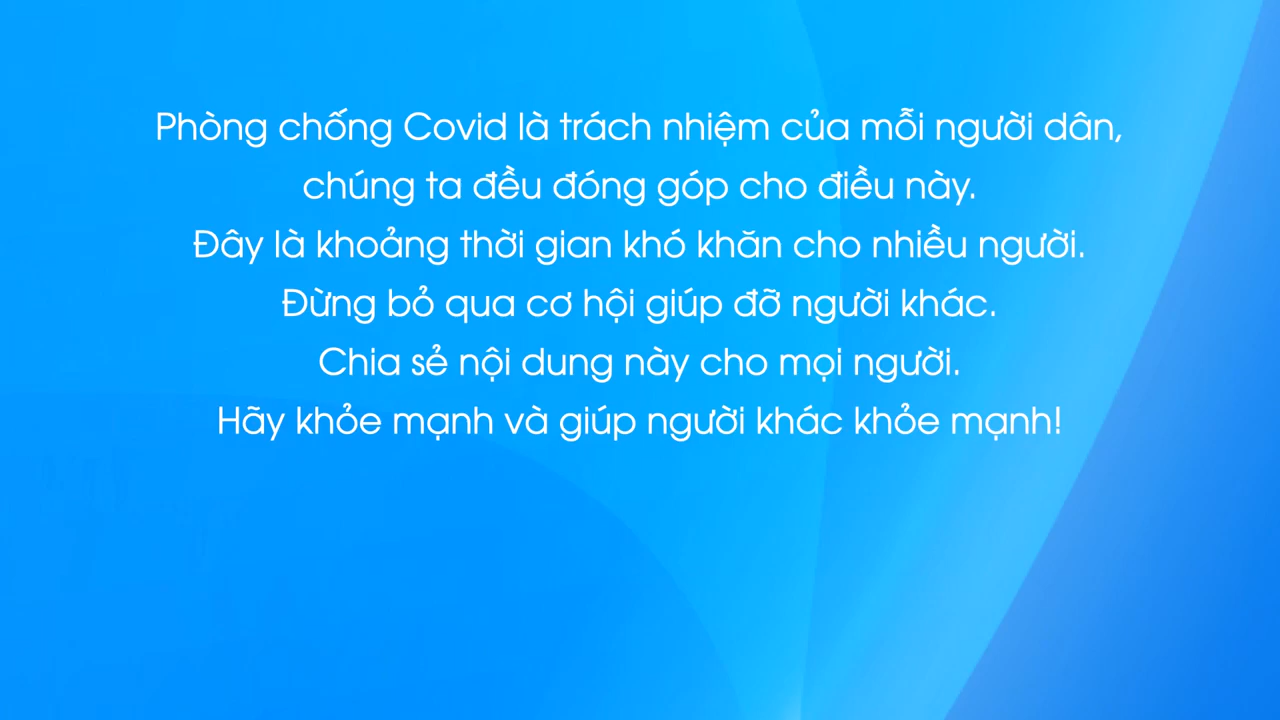 Phòng chống Covid là trách nhiệm của mỗi người dân,
chúng ta đều đóng góp cho điều này.
Đây là khoảng thời gian khó khăn cho nhiều người.
Đừng bỏ qua cơ hội giúp đỡ người khác.
Chia sẻ nội dung này cho mọi người.
Hãy khỏe mạnh và giúp người khác khỏe mạnh!